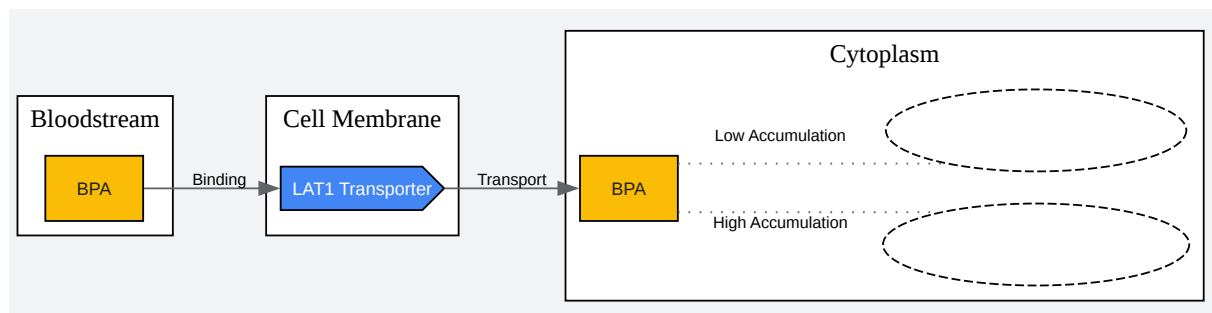 Bloodstream
BPA
Binding
Cell Membrane
LAT1 Transporter
Transport
Cytoplasm
BPA
Low Accumulation
High Accumulation